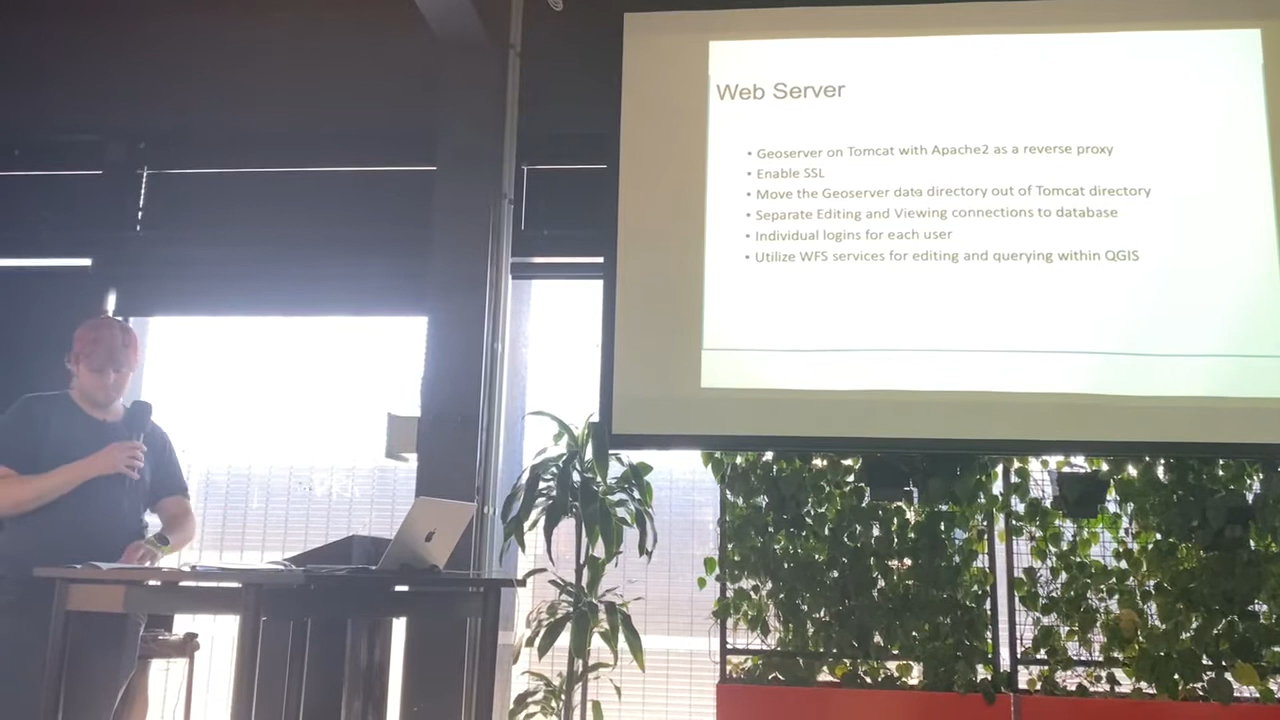 Web Server
• Geoserver on Tomcat with Apache2 as a reverse proxy
• Enable SSL
• Move the Geoserver data directory out of Tomcat directory
• Separate Editing and Viewing connections to database
• Individual logins for each user
• Utilize WFS services for editing and querying within QGIS